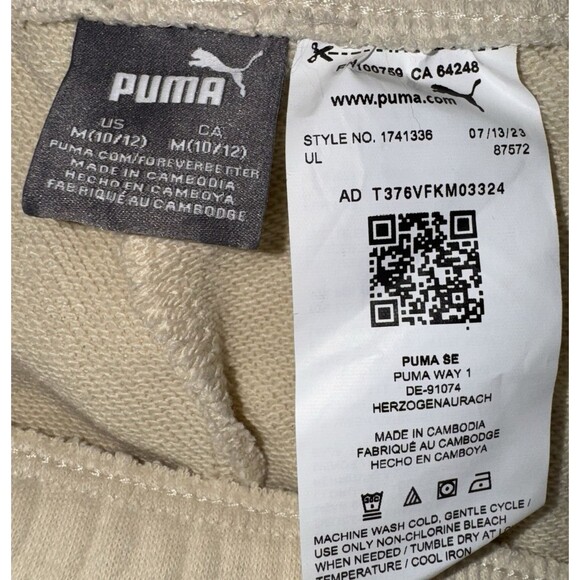 PUMA
US CA
M(10/12) M(10/12)
PUMA.COM/FOREVERBETTER
MADE IN CAMBODIA
HECHO EN CAMBOYA
FABRIQUÉ AU CAMBODGE
100759 CA 64248
www.puma.com
STYLE NO. 1741336 07/13/23
UL 87572
AD T376VFKM03324
PUMA SE
PUMA WAY 1
DE-91074
HERZOGENAURACH
MADE IN CAMBODIA
FABRIQUÉ AU CAMBODGE
HECHO EN CAMBOYA
MACHINE WASH COLD, GENTLE CYCLE /
USE ONLY NON-CHLORINE BLEACH
WHEN NEEDED / TUMBLE DRY AT
TEMPERATURE / COOL IRON